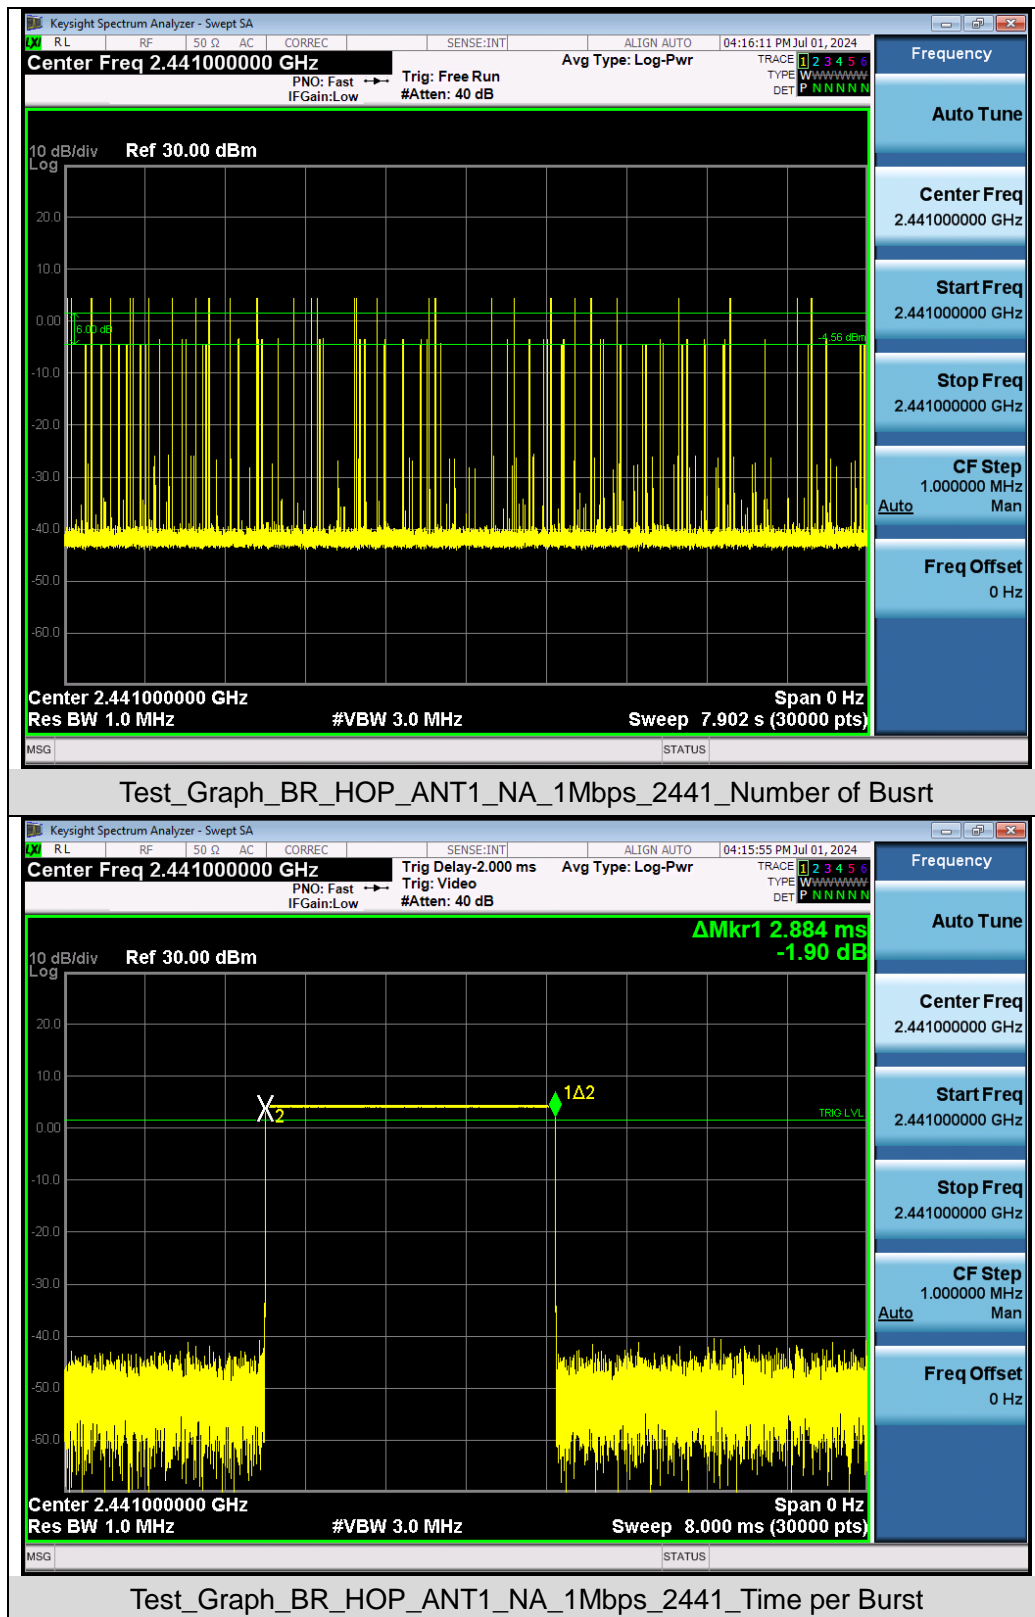 Keysight Spectrum Analyzer - Swept SA
LXI RL RF 50 Ω AC CORREC SENSE:INT ALIGN AUTO 04:16:11 PM Jul 01, 2024
Center Freq 2.441000000 GHz Avg Type: Log-Pwr TRACE 1 2 3 4 5 6
PNO: Fast Trig: Free Run TYPE WWWWWW
IFGain:Low #Atten: 40 dB DET P N N N N N
10 dB/div Ref 30.00 dBm
Log
20.0
10.0
0.00
6.00 dB
-4.56 dBm
-10.0
-20.0
-30.0
-40.0
-50.0
-60.0
Center 2.441000000 GHz Span 0 Hz
Res BW 1.0 MHz #VBW 3.0 MHz Sweep 7.902 s (30000 pts)
MSG STATUS
Frequency
Auto Tune
Center Freq
2.441000000 GHz
Start Freq
2.441000000 GHz
Stop Freq
2.441000000 GHz
CF Step
1.000000 MHz
Auto Man
Freq Offset
0 Hz
Test_Graph_BR_HOP_ANT1_NA_1Mbps_2441_Number of Busrt
Keysight Spectrum Analyzer - Swept SA
LXI RL RF 50 Ω AC CORREC SENSE:INT ALIGN AUTO 04:15:55 PM Jul 01, 2024
Center Freq 2.441000000 GHz Trig Delay-2.000 ms Avg Type: Log-Pwr TRACE 1 2 3 4 5 6
PNO: Fast Trig: Video TYPE WWWWWW
IFGain:Low #Atten: 40 dB DET P N N N N N
ΔMkr1 2.884 ms
-1.90 dB
10 dB/div Ref 30.00 dBm
Log
20.0
10.0
1Δ2
2
TRIG LVL
0.00
-10.0
-20.0
-30.0
-40.0
-50.0
-60.0
Center 2.441000000 GHz Span 0 Hz
Res BW 1.0 MHz #VBW 3.0 MHz Sweep 8.000 ms (30000 pts)
MSG STATUS
Frequency
Auto Tune
Center Freq
2.441000000 GHz
Start Freq
2.441000000 GHz
Stop Freq
2.441000000 GHz
CF Step
1.000000 MHz
Auto Man
Freq Offset
0 Hz
Test_Graph_BR_HOP_ANT1_NA_1Mbps_2441_Time per Burst